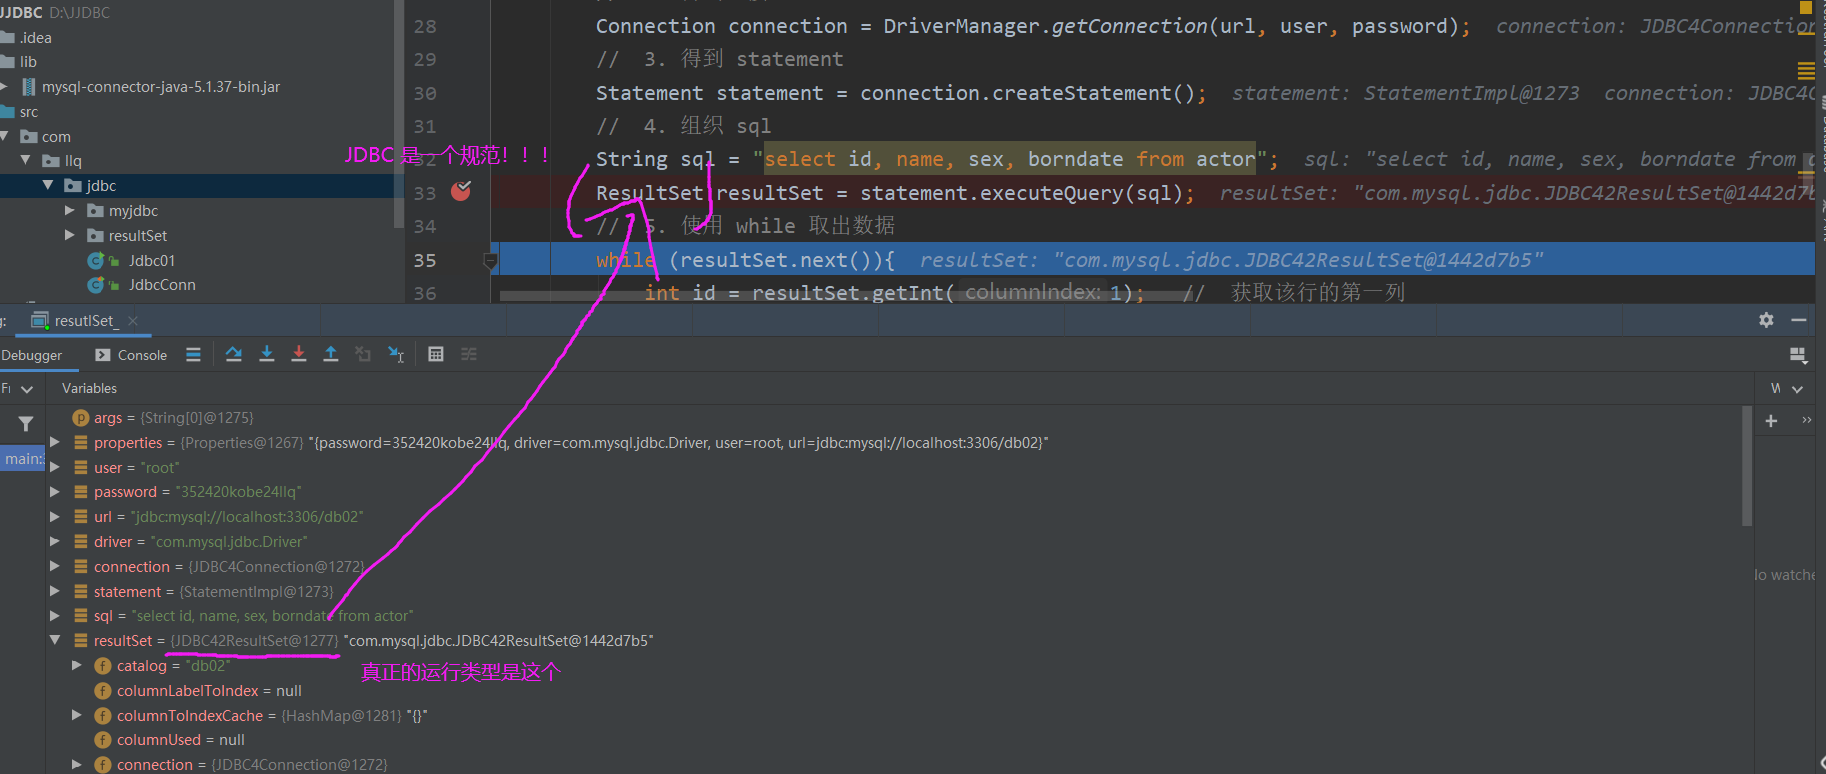 JJDBC D:\JJDBC
.idea
lib
mysql-connector-java-5.1.37-bin.jar
src
com
llq
jdbc
myjdbc
resultSet
Jdbc01
JdbcConn
28 Connection connection = DriverManager.getConnection(url, user, password); connection: JDBC4Connection
29 // 3. 得到 statement
30 Statement statement = connection.createStatement(); statement: StatementImpl@1273 connection: JDBC4C
31 // 4. 组织 sql
JDBC 是一个规范！！！
32 String sql = "select id, name, sex, borndate from actor"; sql: "select id, name, sex, borndate from a
33 ResultSet resultSet = statement.executeQuery(sql); resultSet: "com.mysql.jdbc.JDBC42ResultSet@1442d7b
34 // 5. 使用 while 取出数据
35 while (resultSet.next()){ resultSet: "com.mysql.jdbc.JDBC42ResultSet@1442d7b5"
36 int id = resultSet.getInt( columnIndex: 1); // 获取该行的第一列
g: resutlSet_
Debugger Console
Variables
args = {String[0]@1275}
properties = {Properties@1267} "{password=352420kobe24llq, driver=com.mysql.jdbc.Driver, user=root, url=jdbc:mysql://localhost:3306/db02}"
main:
user = "root"
password = "352420kobe24llq"
url = "jdbc:mysql://localhost:3306/db02"
driver = "com.mysql.jdbc.Driver"
connection = {JDBC4Connection@1272}
statement = {StatementImpl@1273}
sql = "select id, name, sex, borndate from actor"
resultSet = {JDBC42ResultSet@1277} "com.mysql.jdbc.JDBC42ResultSet@1442d7b5"
真正的运行类型是这个
catalog = "db02"
columnLabelToIndex = null
columnToIndexCache = {HashMap@1281} "{}"
columnUsed = null
connection = {JDBC4Connection@1272}